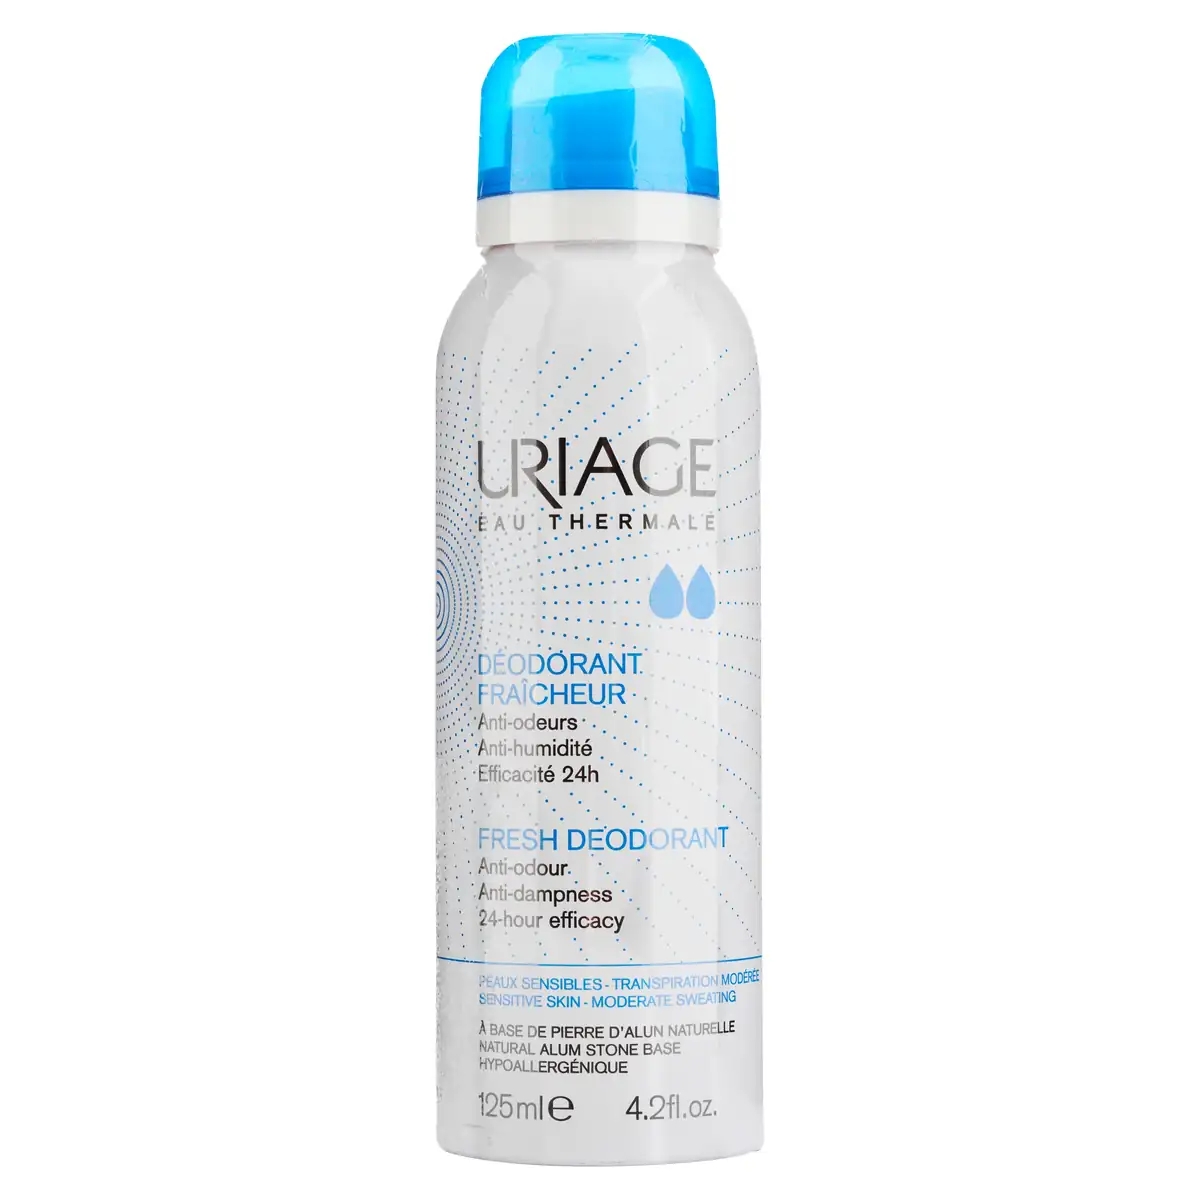 URIAGE
EAU THERMALE
DÉODORANT
FRAÎCHEUR
Anti-odeurs
Anti-humidité
Efficacité 24h
FRESH DEODORANT
Anti-odour
Anti-dampness
24-hour efficacy
PEAUX SENSIBLES - TRANSPIRATION MODÉRÉE
SENSITIVE SKIN - MODERATE SWEATING
À BASE DE PIERRE D'ALUN NATURELLE
NATURAL ALUM STONE BASE
HYPOALLERGÉNIQUE
125ml℮ 4.2fl.oz.